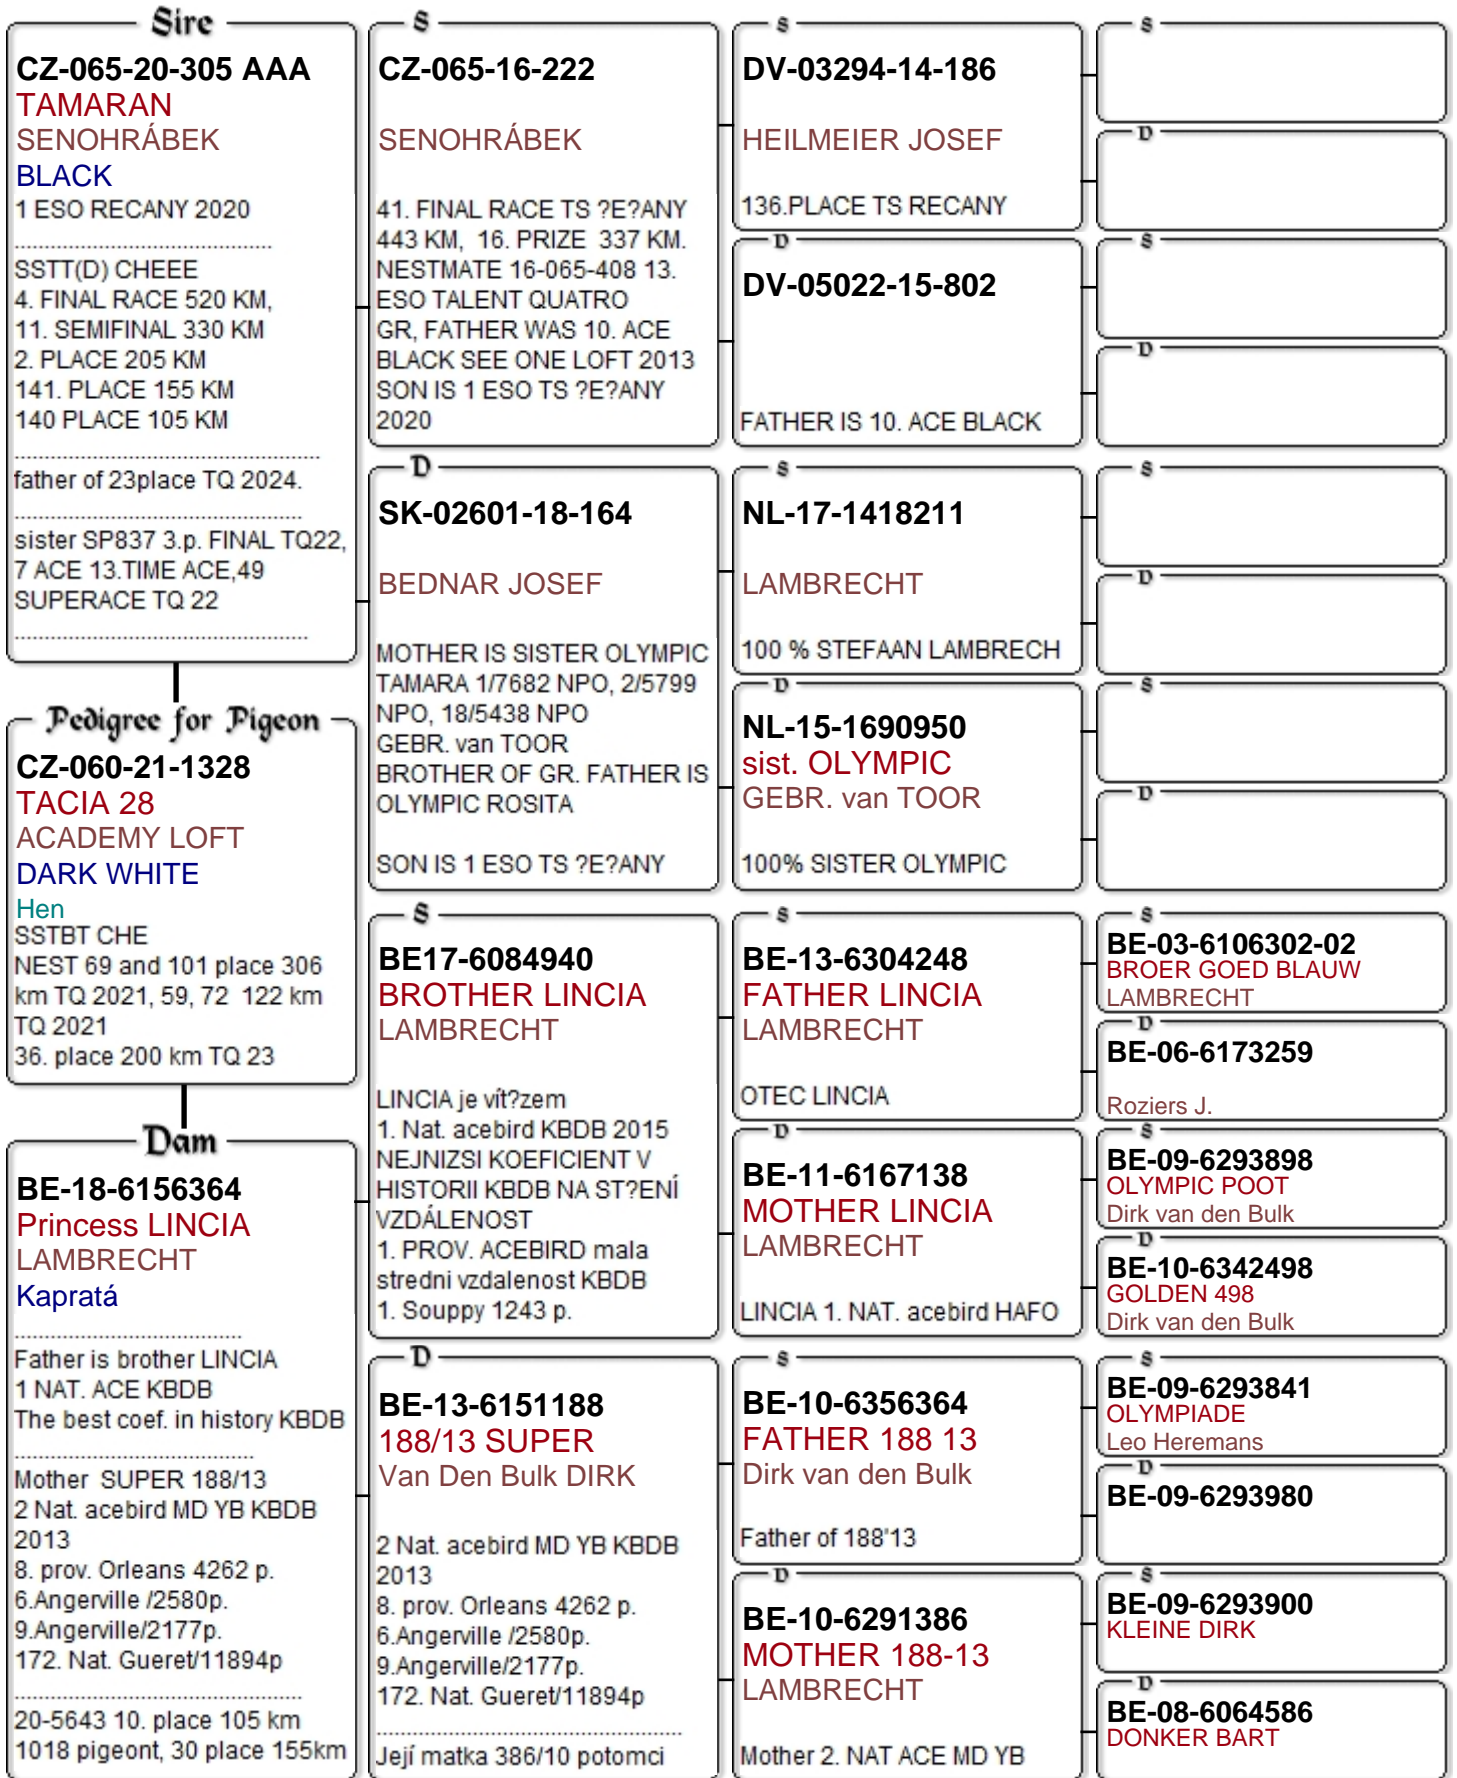 Sire
CZ-065-20-305 AAA
TAMARAN
SENOHRÁBEK
BLACK
1 ESO RECANY 2020
...........................................
SSTT(D) CHEEE
4. FINAL RACE 520 KM,
11. SEMIFINAL 330 KM
2. PLACE 205 KM
141. PLACE 155 KM
140 PLACE 105 KM
...................................................
father of 23place TQ 2024.
................................................
sister SP837 3.p. FINAL TQ22,
7 ACE 13.TIME ACE,49
SUPERACE TQ 22
.................................................
Pedigree for Pigeon
CZ-060-21-1328
TACIA 28
ACADEMY LOFT
DARK WHITE
Hen
SSTBT CHE
NEST 69 and 101 place 306
km TQ 2021, 59, 72 122 km
TQ 2021
36. place 200 km TQ 23
Dam
BE-18-6156364
Princess LINCIA
LAMBRECHT
Kapratá
......................................
Father is brother LINCIA
1 NAT. ACE KBDB
The best coef. in history KBDB
........................................
Mother SUPER 188/13
2 Nat. acebird MD YB KBDB
2013
8. prov. Orleans 4262 p.
6.Angerville /2580p.
9.Angerville/2177p.
172. Nat. Gueret/11894p
................................................
20-5643 10. place 105 km
1018 pigeont, 30 place 155km
S
CZ-065-16-222
SENOHRÁBEK
41. FINAL RACE TS ?E?ANY
443 KM, 16. PRIZE 337 KM.
NESTMATE 16-065-408 13.
ESO TALENT QUATRO
GR, FATHER WAS 10. ACE
BLACK SEE ONE LOFT 2013
SON IS 1 ESO TS ?E?ANY
2020
D
SK-02601-18-164
BEDNAR JOSEF
MOTHER IS SISTER OLYMPIC
TAMARA 1/7682 NPO, 2/5799
NPO, 18/5438 NPO
GEBR. van TOOR
BROTHER OF GR. FATHER IS
OLYMPIC ROSITA
SON IS 1 ESO TS ?E?ANY
S
BE17-6084940
BROTHER LINCIA
LAMBRECHT
LINCIA je vít?zem
1. Nat. acebird KBDB 2015
NEJNIZSI KOEFICIENT V
HISTORII KBDB NA ST?ENÍ
VZDÁLENOST
1. PROV. ACEBIRD mala
stredni vzdalenost KBDB
1. Souppy 1243 p.
D
BE-13-6151188
188/13 SUPER
Van Den Bulk DIRK
2 Nat. acebird MD YB KBDB
2013
8. prov. Orleans 4262 p.
6.Angerville /2580p.
9.Angerville/2177p.
172. Nat. Gueret/11894p
...................................................
Její matka 386/10 potomci
S
DV-03294-14-186
HEILMEIER JOSEF
136.PLACE TS RECANY
D
DV-05022-15-802
FATHER IS 10. ACE BLACK
S
NL-17-1418211
LAMBRECHT
100 % STEFAAN LAMBRECH
D
NL-15-1690950
sist. OLYMPIC
GEBR. van TOOR
100% SISTER OLYMPIC
S
BE-13-6304248
FATHER LINCIA
LAMBRECHT
OTEC LINCIA
D
BE-11-6167138
MOTHER LINCIA
LAMBRECHT
LINCIA 1. NAT. acebird HAFO
S
BE-10-6356364
FATHER 188 13
Dirk van den Bulk
Father of 188'13
D
BE-10-6291386
MOTHER 188-13
LAMBRECHT
Mother 2. NAT ACE MD YB
S
D
S
D
S
D
S
D
S
BE-03-6106302-02
BROER GOED BLAUW
LAMBRECHT
D
BE-06-6173259
Roziers J.
S
BE-09-6293898
OLYMPIC POOT
Dirk van den Bulk
D
BE-10-6342498
GOLDEN 498
Dirk van den Bulk
S
BE-09-6293841
OLYMPIADE
Leo Heremans
D
BE-09-6293980
S
BE-09-6293900
KLEINE DIRK
D
BE-08-6064586
DONKER BART